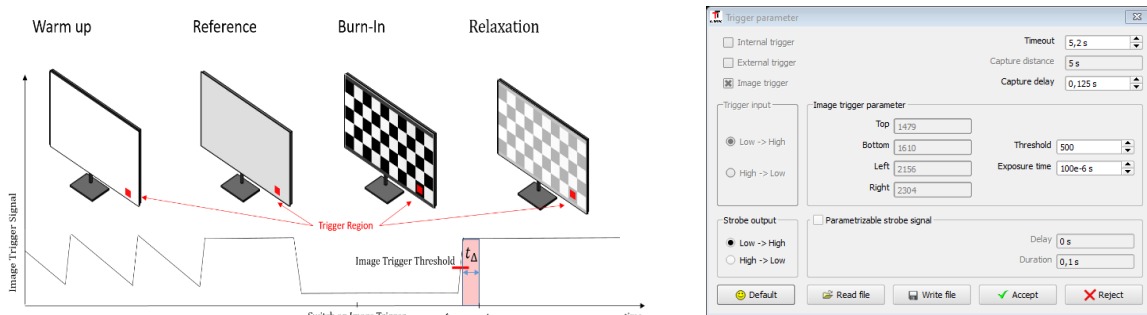 Warm up
Reference
Burn-In
Relaxation
Image Trigger Signal
Trigger Region
Image Trigger Threshold
tΔ
Trigger parameter
Internal trigger
External trigger
Image trigger
Timeout 5,2 s
Capture distance 5 s
Capture delay 0,125 s
Trigger input
Low -> High
High -> Low
Image trigger parameter
Top 1479
Bottom 1610
Left 2156
Right 2304
Threshold 500
Exposure time 100e-6 s
Strobe output
Low -> High
High -> Low
Parametrizable strobe signal
Delay 0 s
Duration 0,1 s
Default
Read file
Write file
Accept
Reject